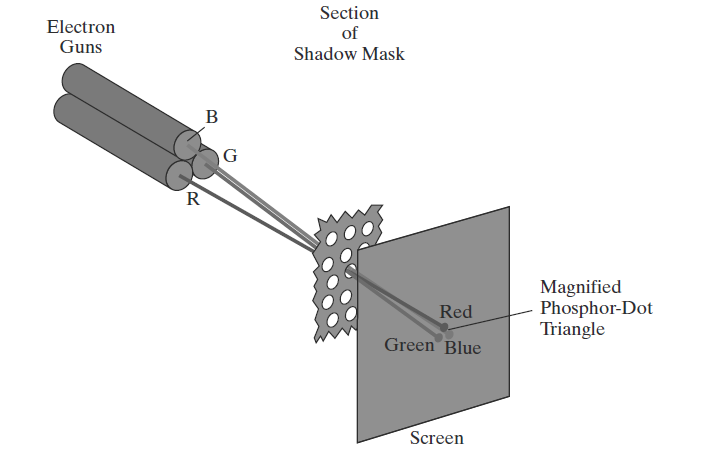 Electron
Guns
Section
of
Shadow Mask
B
G
R
Magnified
Phosphor-Dot
Triangle
Red
Green
Blue
Screen